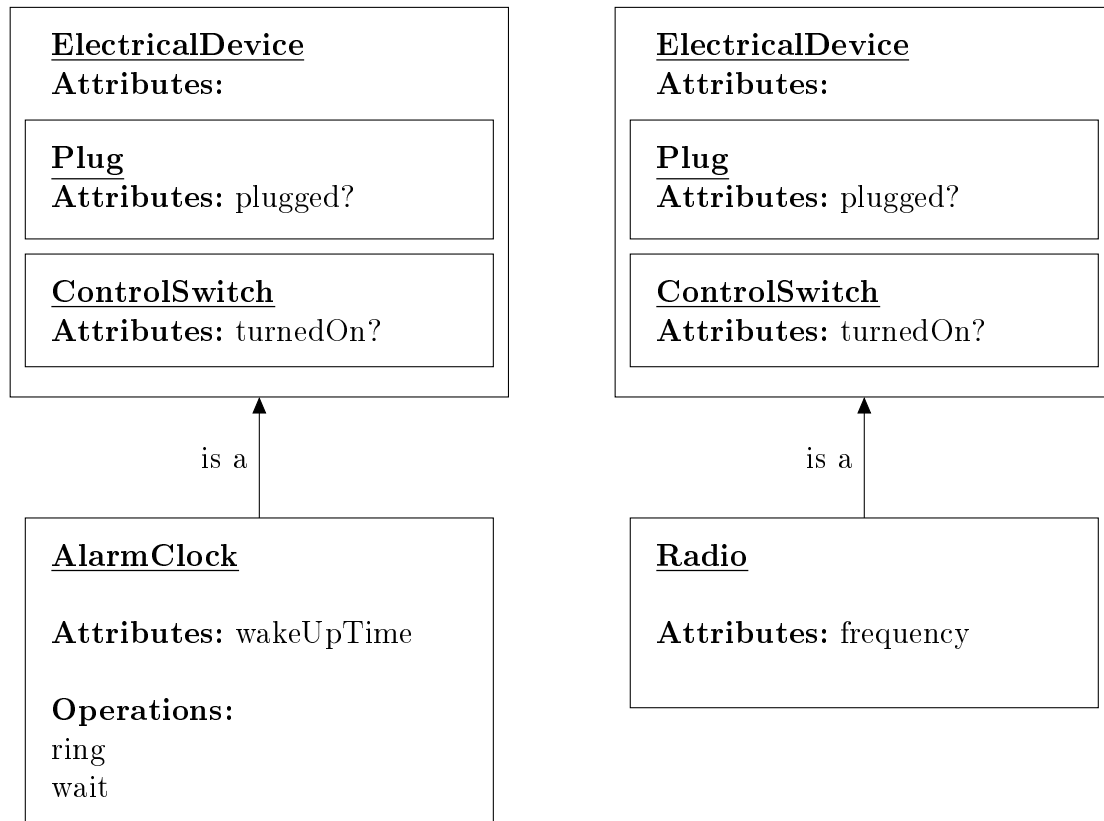 ElectricalDevice
Attributes:
Plug
Attributes: plugged?
ControlSwitch
Attributes: turnedOn?
is a
AlarmClock
Attributes: wakeUpTime
Operations:
ring
wait
ElectricalDevice
Attributes:
Plug
Attributes: plugged?
ControlSwitch
Attributes: turnedOn?
is a
Radio
Attributes: frequency